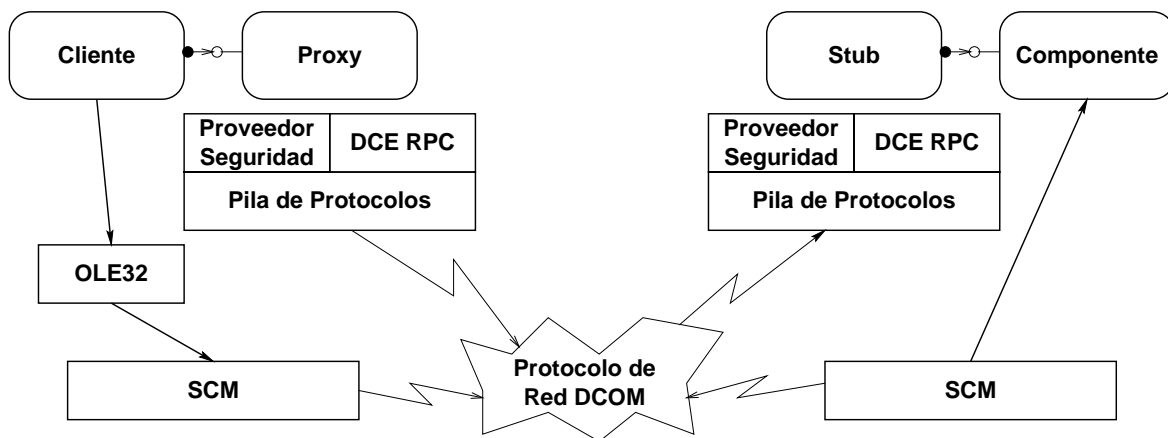 Cliente
Proxy
Stub
Componente
Proveedor
Seguridad
DCE RPC
Pila de Protocolos
Proveedor
Seguridad
DCE RPC
Pila de Protocolos
OLE32
SCM
Protocolo de
Red DCOM
SCM